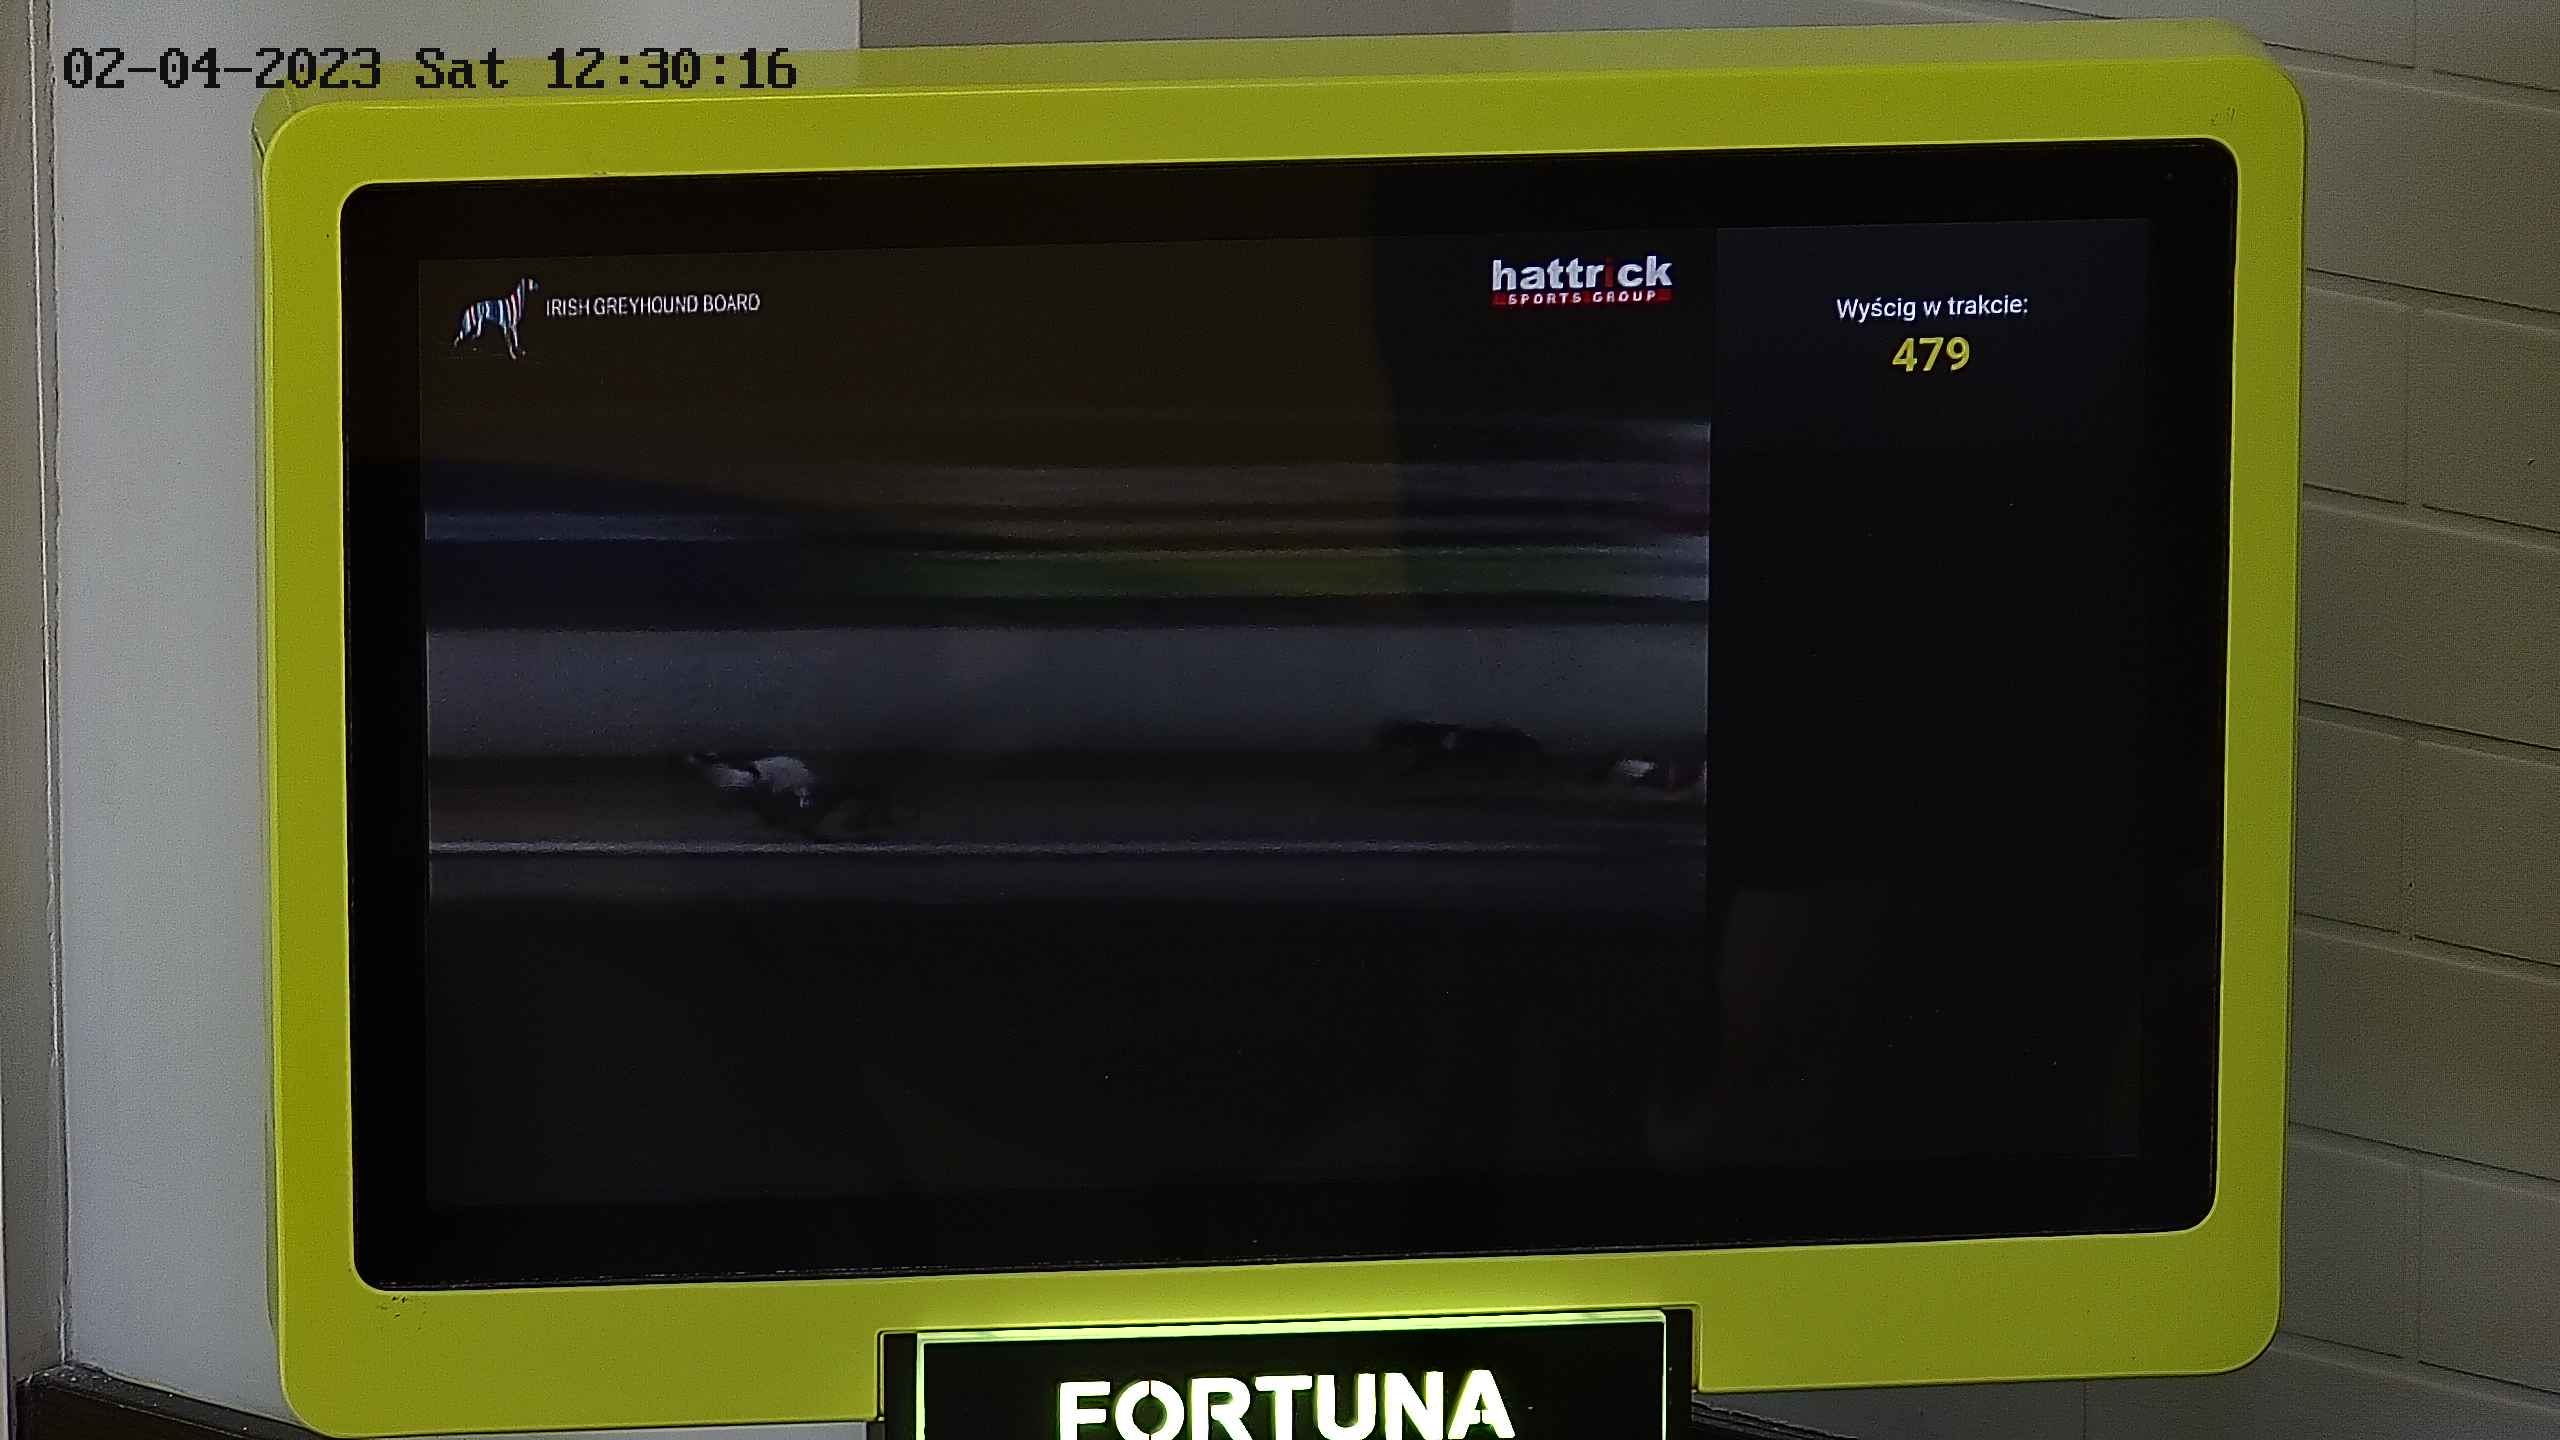 02-04-2023 Sat 12:30:16
IRISH GREYHOUND BOARD
hattrick
SPORTS GROUP
Wyścig w trakcie:
479
FORTUNA